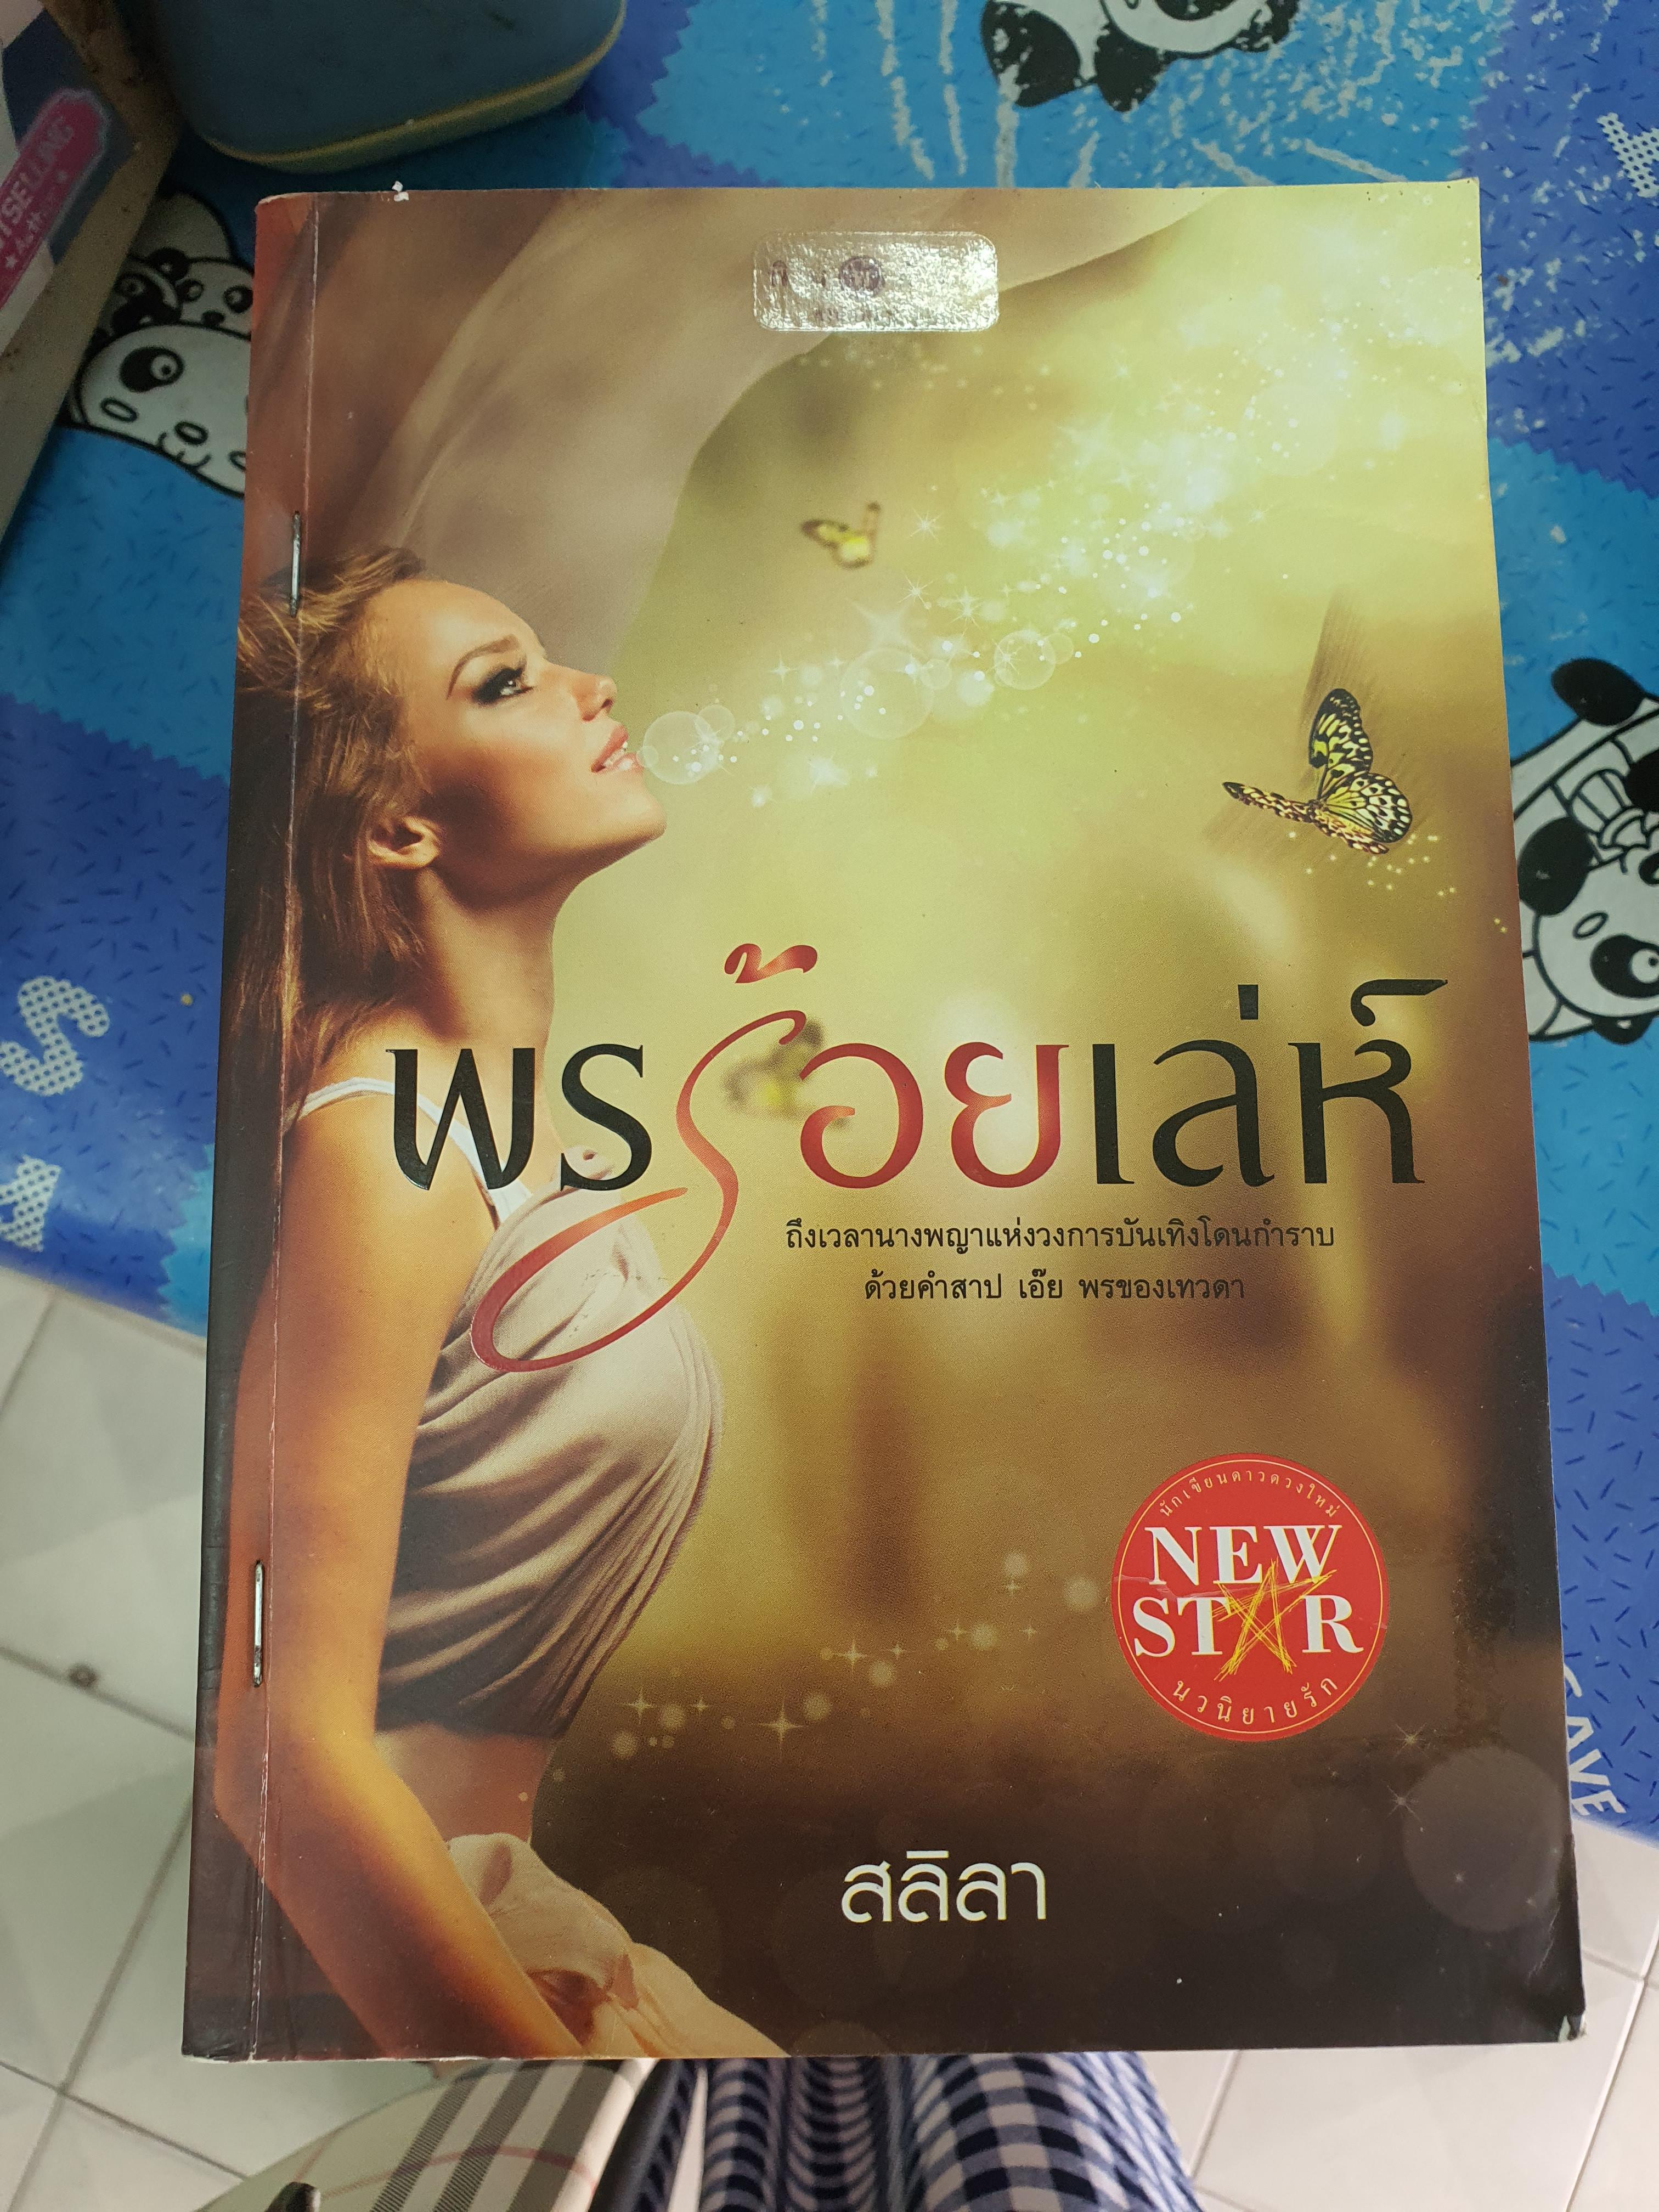 SELLING
พรร้อยเล่ห์
ถึงเวลานางพญาแห่งวงการบันเทิงโดนกำราบ
ด้วยคำสาป เอ๊ย พรของเทวดา
นักเขียนดาวดวงใหม่
NEW
STAR
นวนิยายรัก
สลิลา